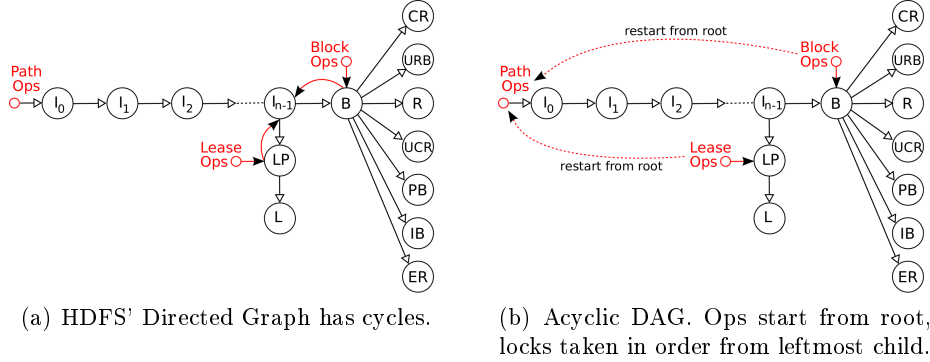 Path
Ops
I0
I1
I2
In-1
B
Block
Ops
Lease
Ops
LP
L
CR
URB
R
UCR
PB
IB
ER
(a) HDFS' Directed Graph has cycles.
restart from root
Path
Ops
I0
I1
I2
In-1
B
Block
Ops
Lease
Ops
restart from root
LP
L
CR
URB
R
UCR
PB
IB
ER
(b) Acyclic DAG. Ops start from root,
locks taken in order from leftmost child.